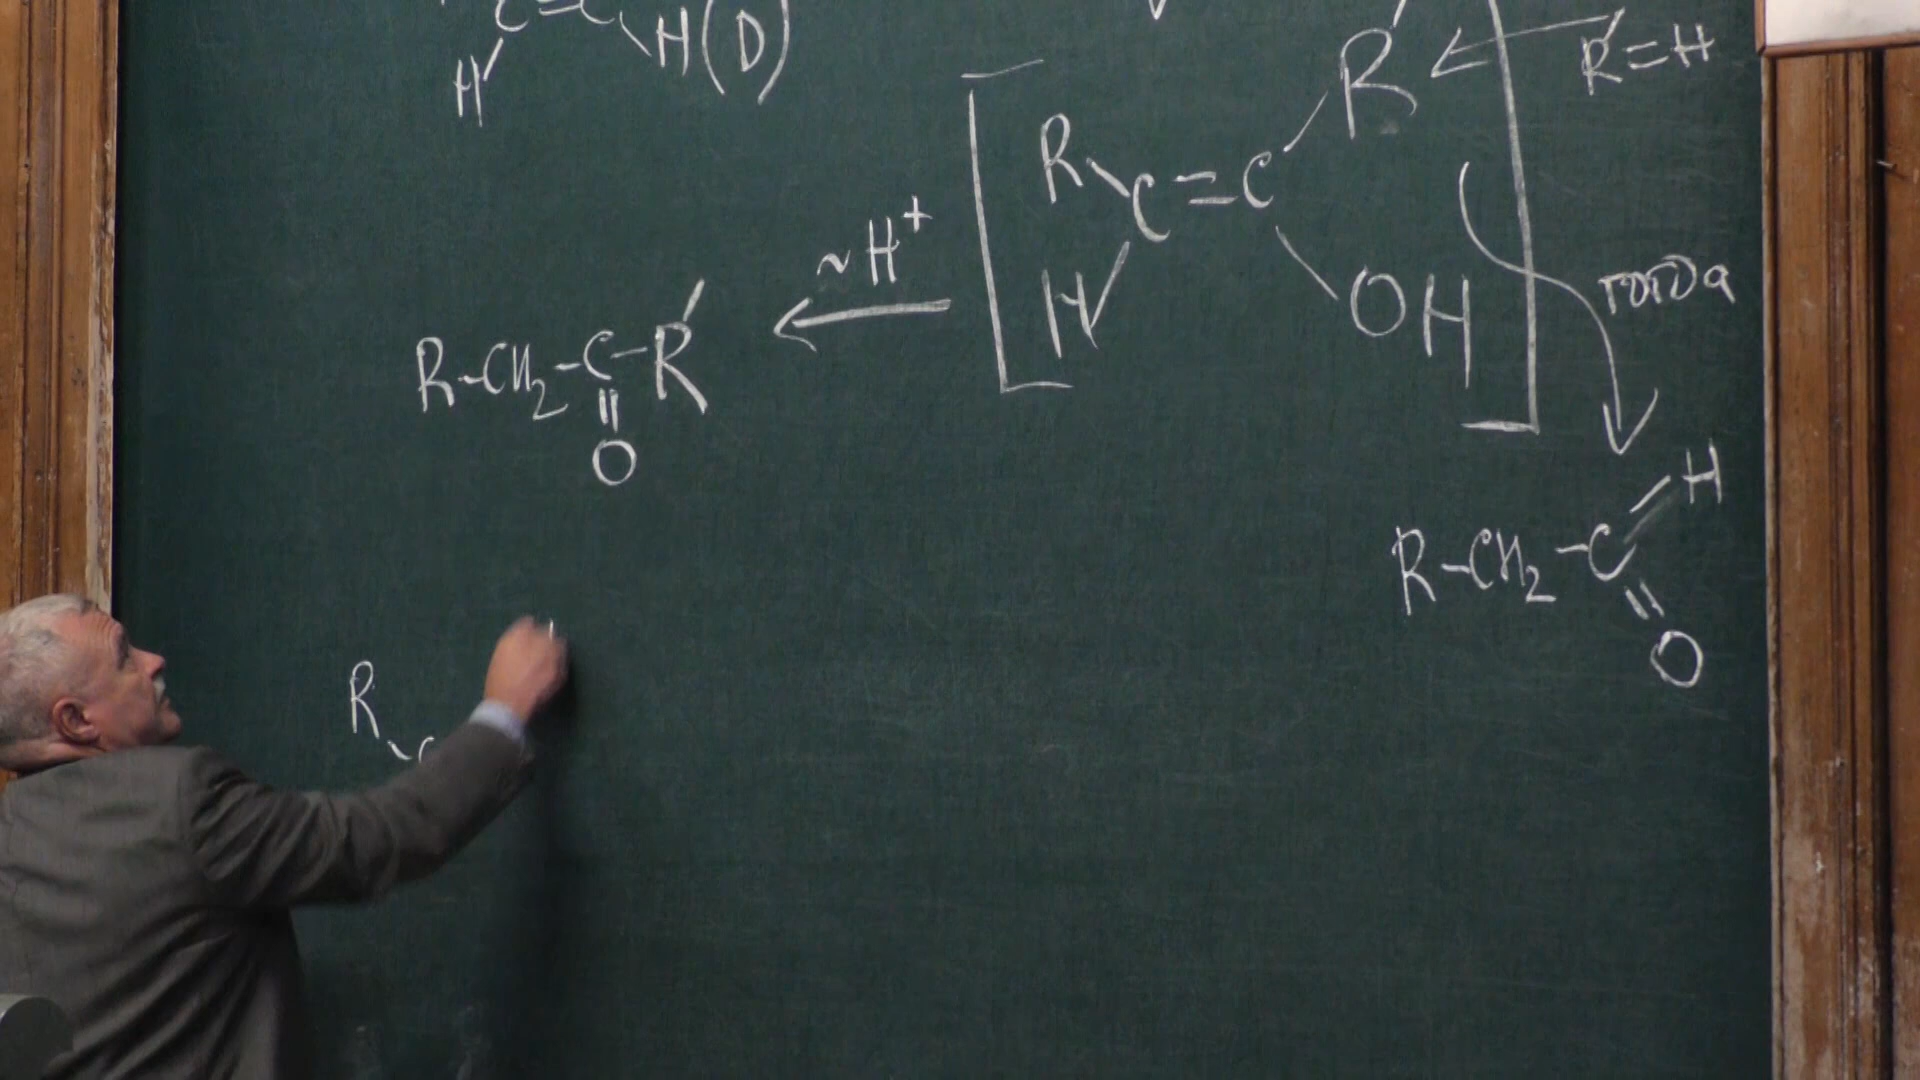 C=C
H H(D)
R C=C R'
H OH
R'=H
~H⁺
тогда
R-CH₂-C-R'
O
R-CH₂-C H
O
R C